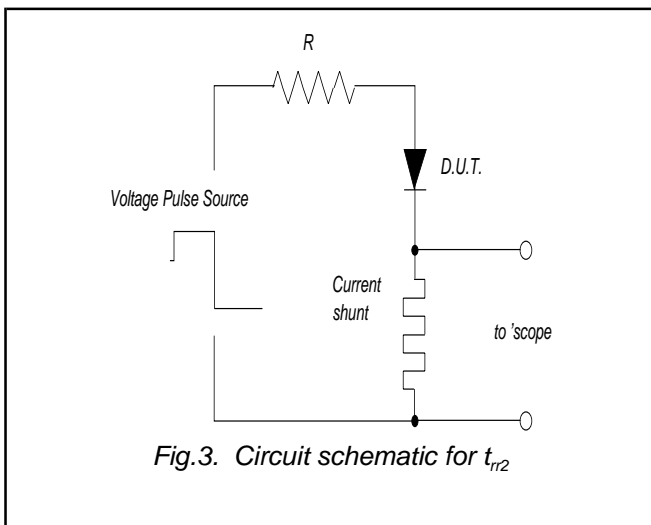 R
D.U.T.
Voltage Pulse Source
Current
shunt
to 'scope
Fig.3. Circuit schematic for trr2